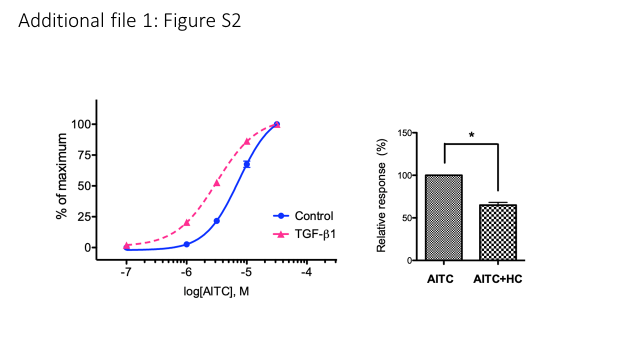 Additional file 1: Figure S2
% of maximum
100
75
50
25
0
-7 -6 -5 -4
log[AITC], M
Control
TGF-β1
Relative response (%)
150
100
50
0
*
AITC AITC+HC